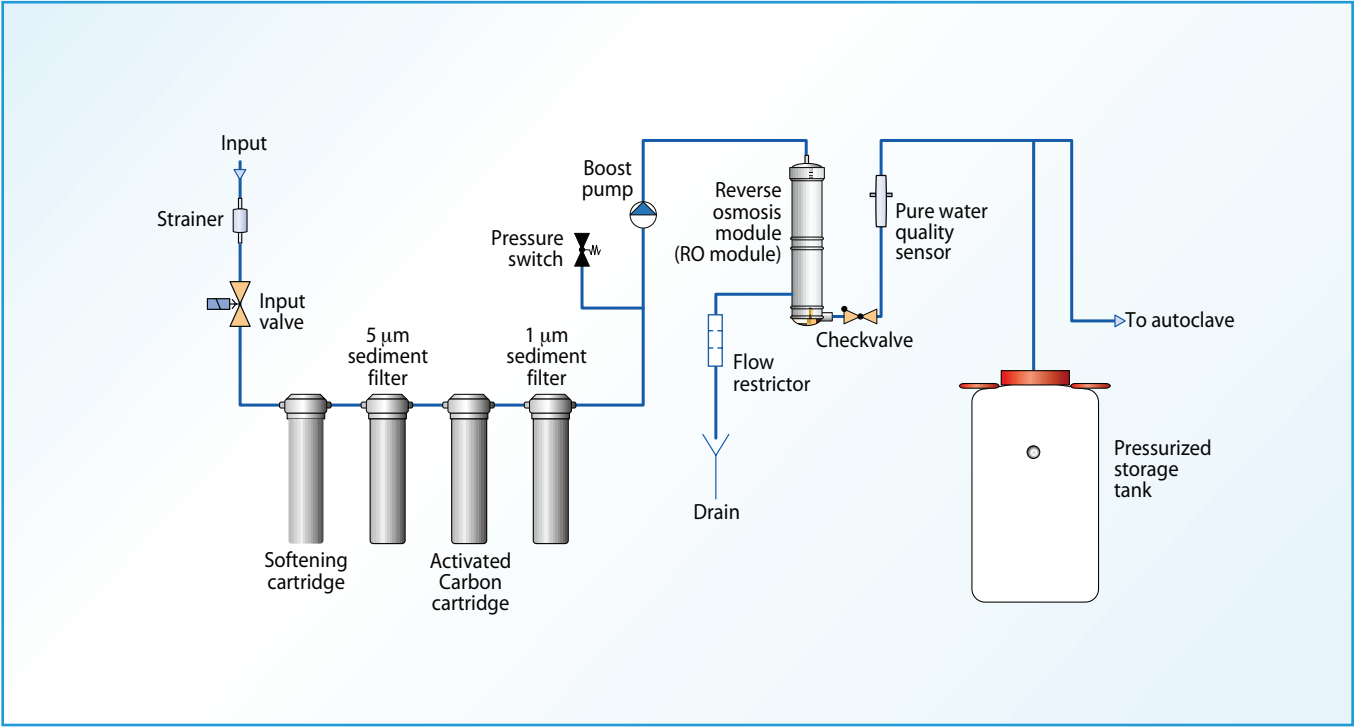 Input
Strainer
Input
valve
Softening
cartridge
5 µm
sediment
filter
Activated
Carbon
cartridge
1 µm
sediment
filter
Pressure
switch
Boost
pump
Reverse
osmosis
module
(RO module)
Flow
restrictor
Drain
Checkvalve
Pure water
quality
sensor
To autoclave
Pressurized
storage
tank